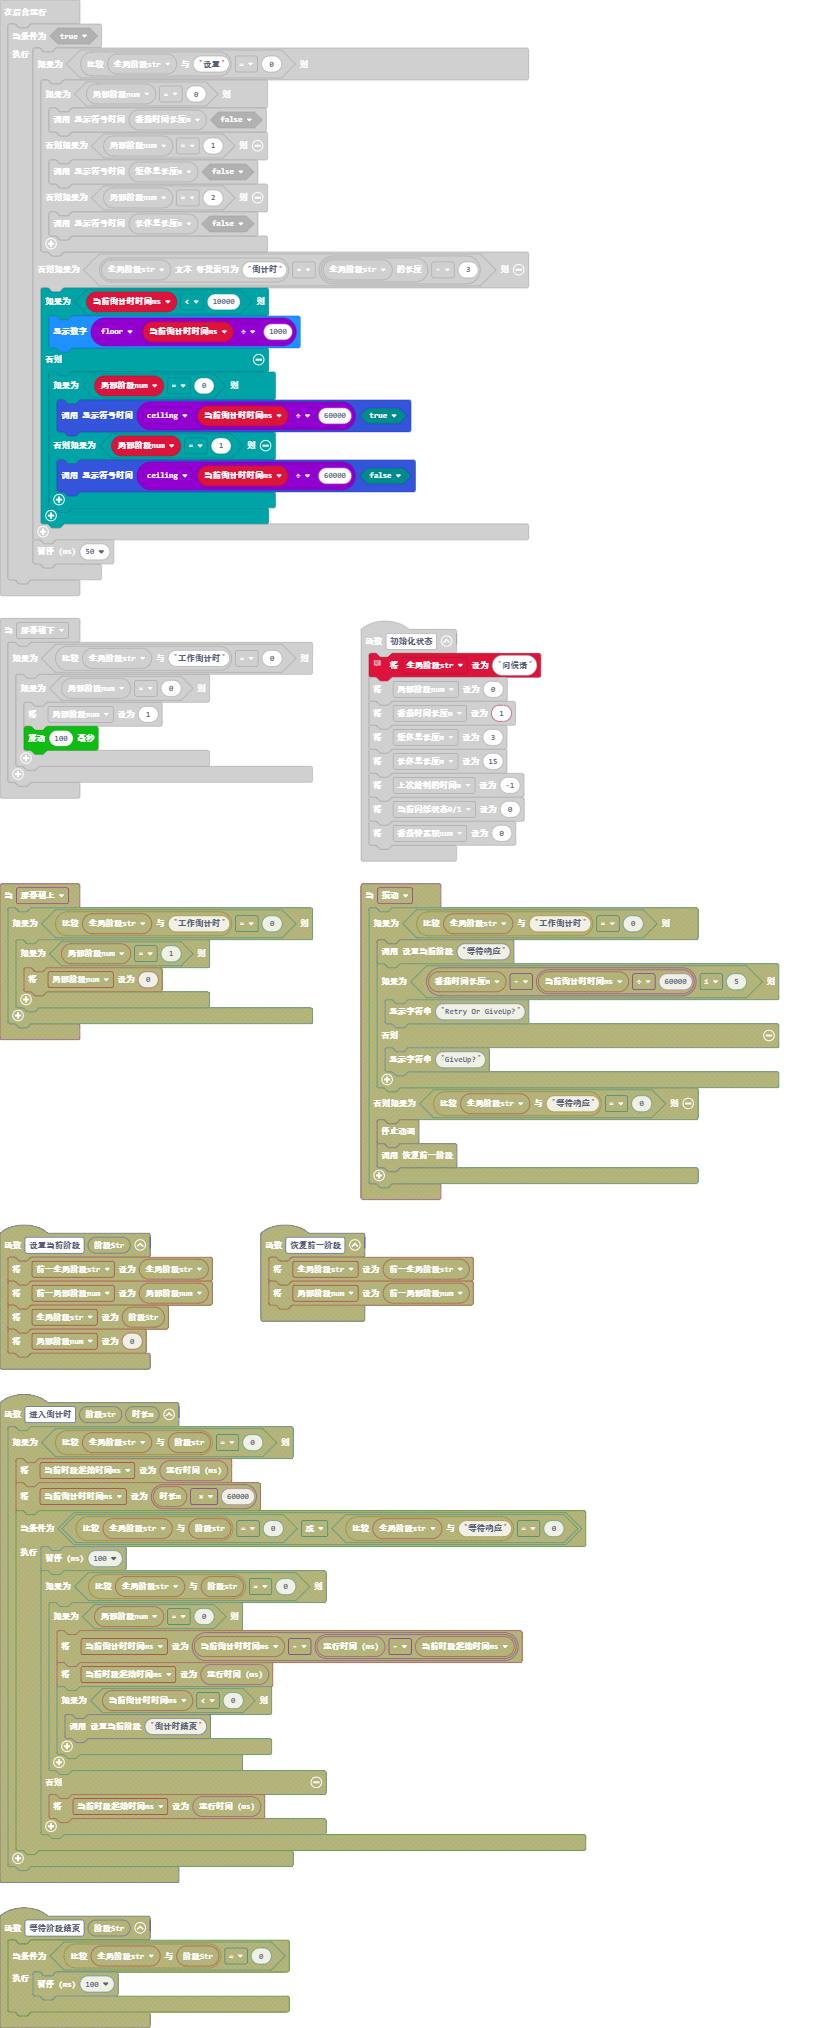 在后台运行
当条件为 true
执行
如果为 比较 全局阶段str 与 "设置" = 0 则
如果为 局部阶段num = 0 则
调用 显示符号时间 番茄时间长度m false
否则如果为 局部阶段num = 1 则
调用 显示符号时间 短休息长度m false
否则如果为 局部阶段num = 2 则
调用 显示符号时间 长休息长度m false
否则如果为 全局阶段str 文本 寻找索引为 "倒计时" = 全局阶段str 的长度 - 3 则
如果为 当前倒计时时间ms < 10000 则
显示数字 floor 当前倒计时时间ms ÷ 1000
否则
如果为 局部阶段num = 0 则
调用 显示符号时间 ceiling 当前倒计时时间ms ÷ 60000 true
否则如果为 局部阶段num = 1 则
调用 显示符号时间 ceiling 当前倒计时时间ms ÷ 60000 false
暂停 (ms) 50
当 屏幕朝下
如果为 比较 全局阶段str 与 "工作倒计时" = 0 则
如果为 局部阶段num = 0 则
将 局部阶段num 设为 1
震动 100 毫秒
函数 初始化状态
将 全局阶段str 设为 "问候语"
将 局部阶段num 设为 0
将 番茄时间长度m 设为 1
将 短休息长度m 设为 3
将 长休息长度m 设为 15
将 上次绘制的时间m 设为 -1
将 当前闪烁状态0/1 设为 0
将 番茄钟实现num 设为 0
当 屏幕朝上
如果为 比较 全局阶段str 与 "工作倒计时" = 0 则
如果为 局部阶段num = 1 则
将 局部阶段num 设为 0
当 振动
如果为 比较 全局阶段str 与 "工作倒计时" = 0 则
调用 设置当前阶段 "等待响应"
如果为 番茄时间长度m - 当前倒计时时间ms ÷ 60000 ≤ 5 则
显示字符串 "Retry Or GiveUp?"
否则
显示字符串 "GiveUp?"
否则如果为 比较 全局阶段str 与 "等待响应" = 0 则
停止动画
调用 恢复前一阶段
函数 设置当前阶段 阶段Str
将 前一全局阶段str 设为 全局阶段str
将 前一局部阶段num 设为 局部阶段num
将 全局阶段str 设为 阶段Str
将 局部阶段num 设为 0
函数 恢复前一阶段
将 全局阶段str 设为 前一全局阶段str
将 局部阶段num 设为 前一局部阶段num
函数 进入倒计时 阶段str 时长m
如果为 比较 全局阶段str 与 阶段str = 0 则
将 当前时段起始时间ms 设为 运行时间 (ms)
将 当前倒计时时间ms 设为 时长m × 60000
当条件为 比较 全局阶段str 与 阶段str = 0 或 比较 全局阶段str 与 "等待响应" = 0
执行
暂停 (ms) 100
如果为 比较 全局阶段str 与 阶段str = 0 则
如果为 局部阶段num = 0 则
将 当前倒计时时间ms 设为 当前倒计时时间ms - 运行时间 (ms) - 当前时段起始时间ms
将 当前时段起始时间ms 设为 运行时间 (ms)
如果为 当前倒计时时间ms < 0 则
调用 设置当前阶段 "倒计时结束"
否则
将 当前时段起始时间ms 设为 运行时间 (ms)
函数 等待阶段结束 阶段Str
当条件为 比较 全局阶段str 与 阶段Str = 0
执行
暂停 (ms) 100